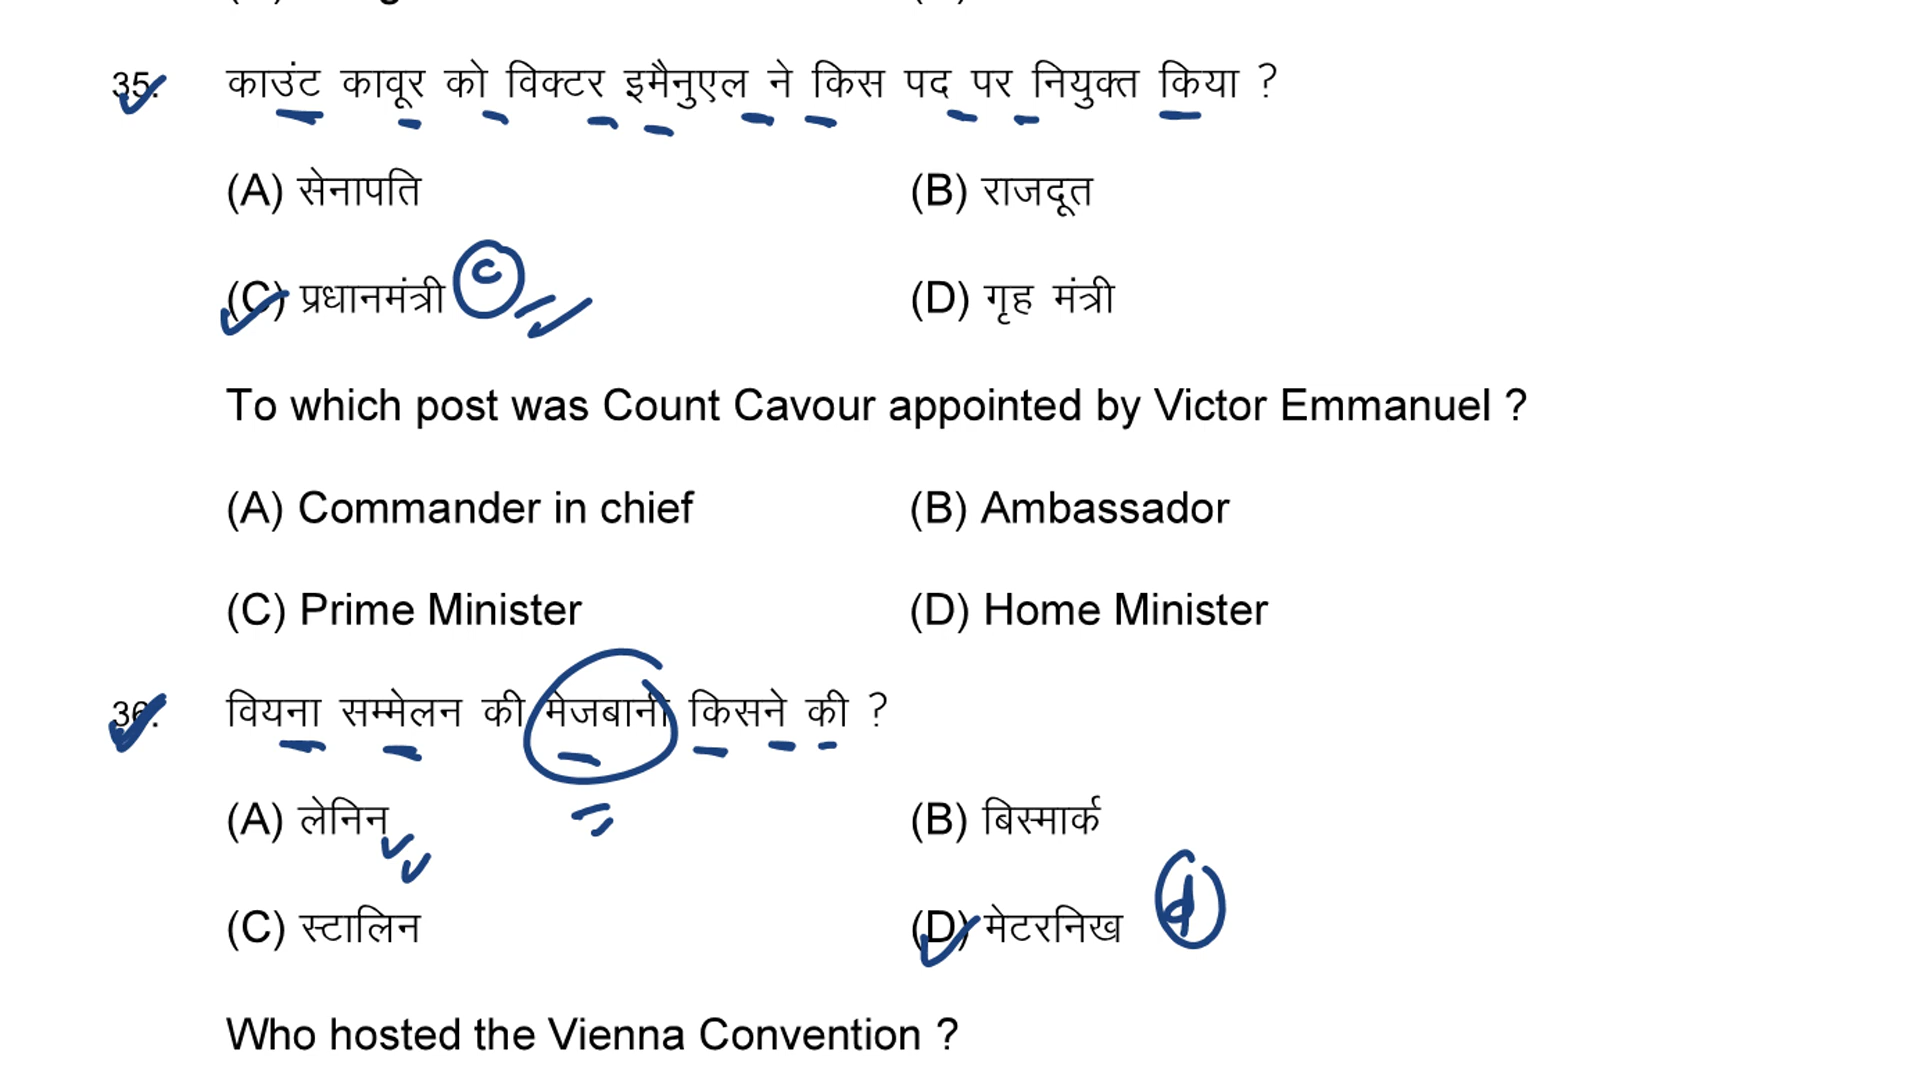 35. काउंट कावूर को विक्टर इमैनुएल ने किस पद पर नियुक्त किया ?
(A) सेनापति (B) राजदूत
(C) प्रधानमंत्री C (D) गृह मंत्री
To which post was Count Cavour appointed by Victor Emmanuel ?
(A) Commander in chief (B) Ambassador
(C) Prime Minister (D) Home Minister
36. वियना सम्मेलन की मेजबानी किसने की ?
(A) लेनिन (B) बिस्मार्क
(C) स्टालिन (D) मेटरनिख d
Who hosted the Vienna Convention ?